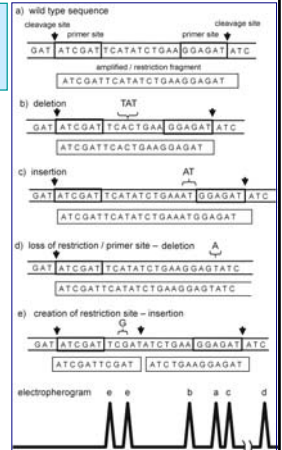 a) wild type sequence
cleavage site
cleavage site
primer site
primer site
GAT ATCGAT TCATATCTGAA GGAGAT ATC
amplified / restriction fragment
ATCGATTCATATCTGAAGGAGAT
b) deletion
TAT
GAT ATCGAT TCACTGAA GGAGAT ATC
ATCGATTCACTGAAGGAGAT
c) insertion
AT
GAT ATCGAT TCATATCTGAAAT GGAGAT ATC
ATCGATTCATATCTGAAATGGAGAT
d) loss of restriction / primer site – deletion
A
GAT ATCGAT TCATATCTGAAGGAGTATC
ATCGATTCATATCTGAAGGAGTATC
e) creation of restriction site – insertion
G
GAT ATCGAT TCGATATCTGAA GGAGAT ATC
ATCGATTCGAT ATCTGAAGGAGAT
electropherogram
e e b a c d